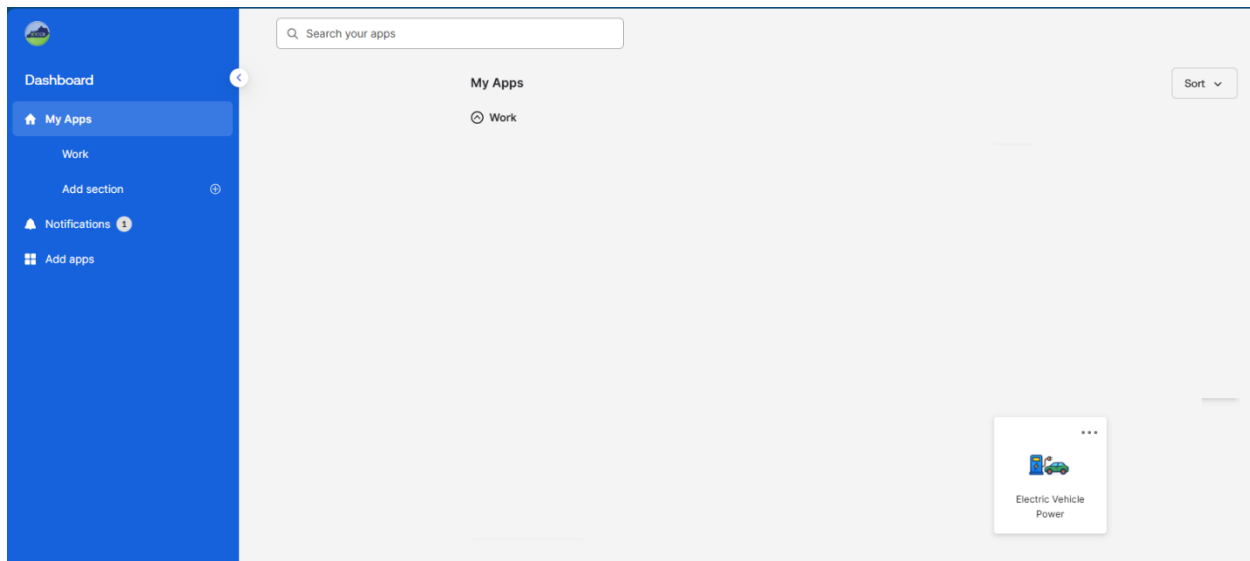 Search your apps
Dashboard
My Apps
Sort
My Apps
Work
Work
Add section
Notifications 1
Add apps
Electric Vehicle
Power